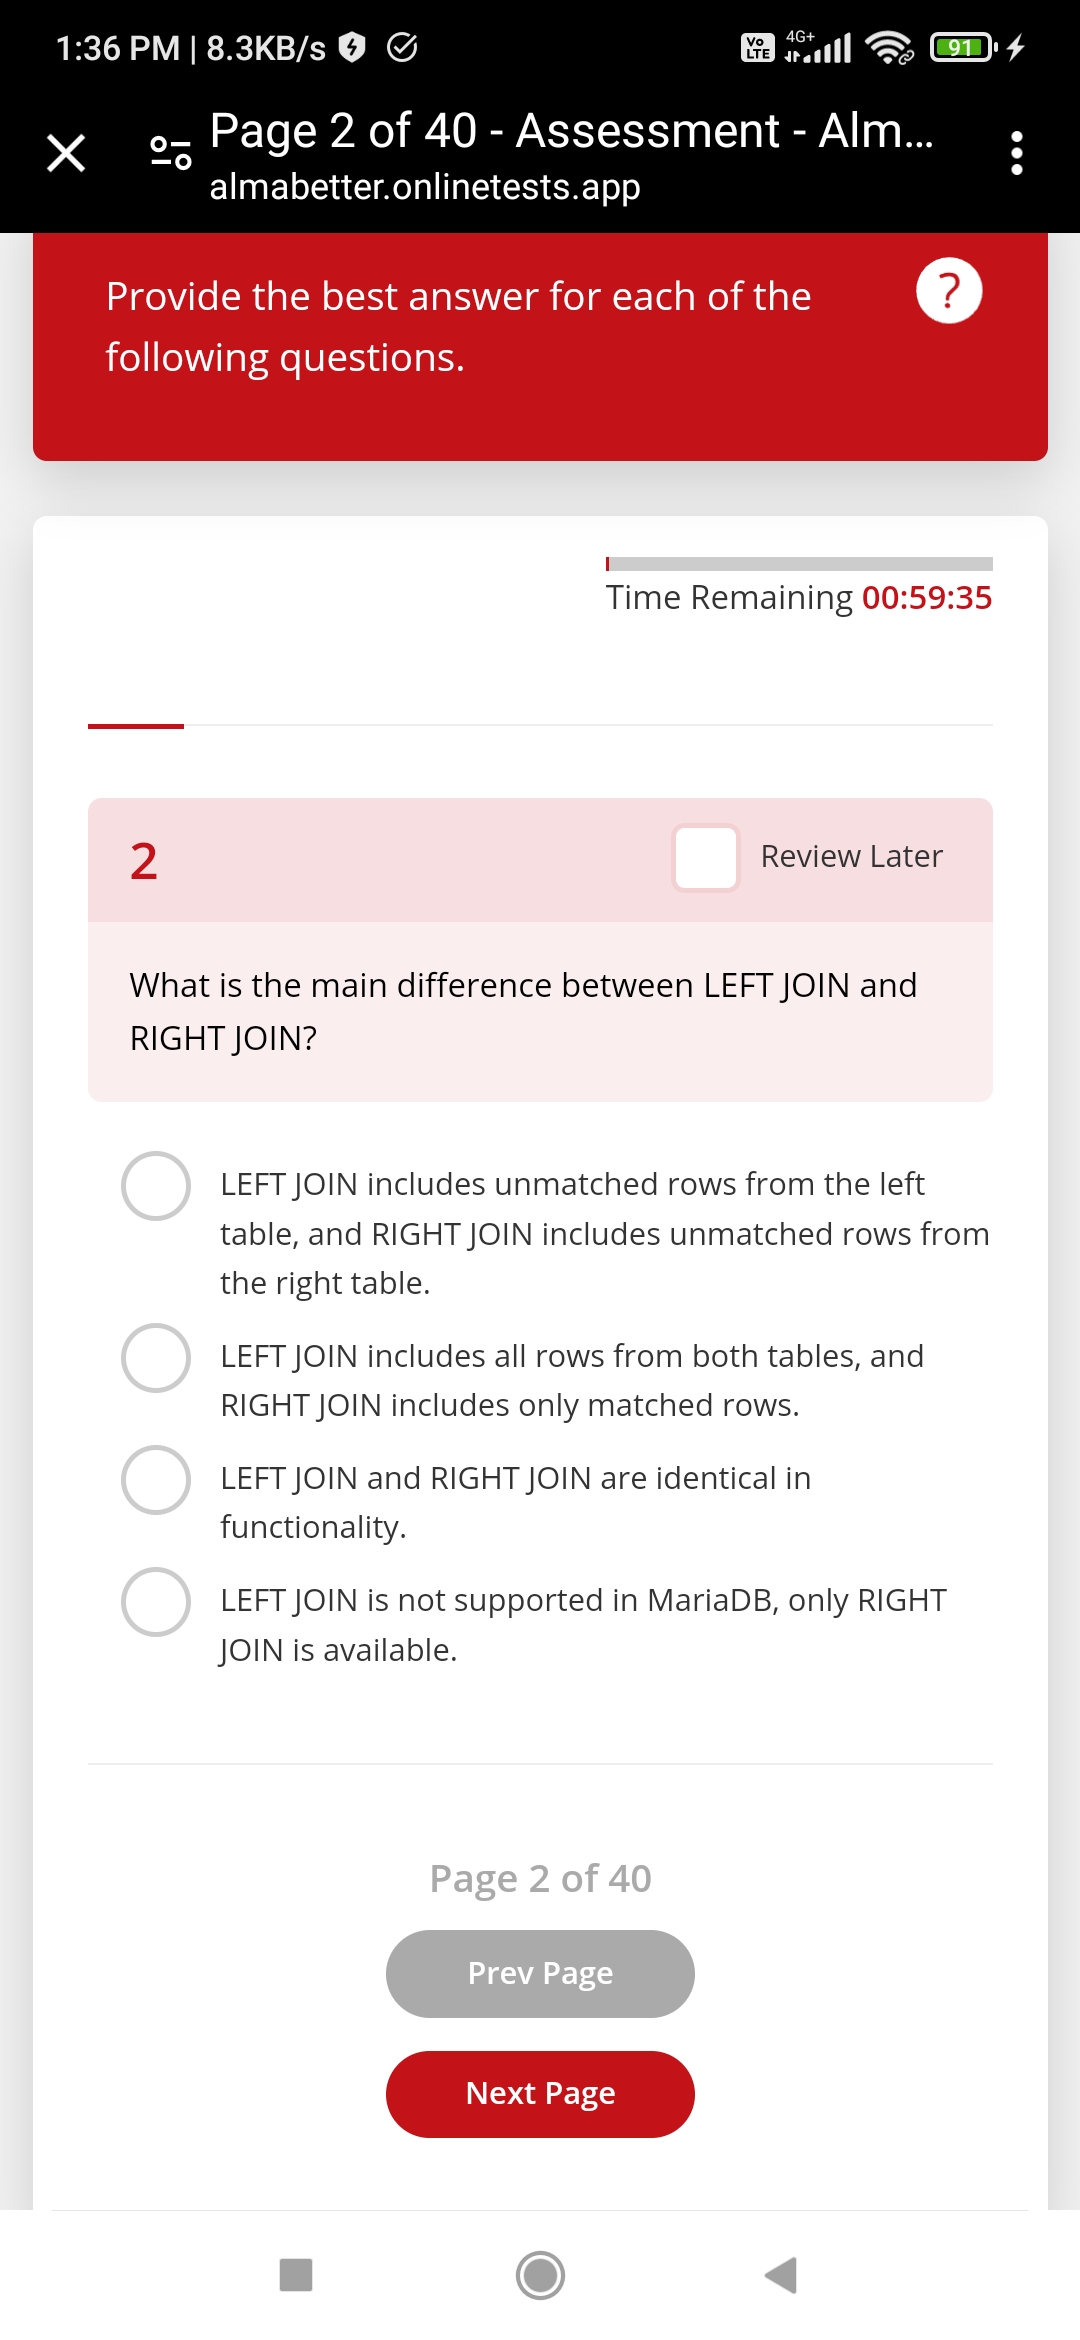 1:36 PM | 8.3KB/s
Vo LTE 4G+ 91
Page 2 of 40 - Assessment - Alm...
almabetter.onlinetests.app
Provide the best answer for each of the
following questions.
?
Time Remaining 00:59:35
2
Review Later
What is the main difference between LEFT JOIN and
RIGHT JOIN?
LEFT JOIN includes unmatched rows from the left
table, and RIGHT JOIN includes unmatched rows from
the right table.
LEFT JOIN includes all rows from both tables, and
RIGHT JOIN includes only matched rows.
LEFT JOIN and RIGHT JOIN are identical in
functionality.
LEFT JOIN is not supported in MariaDB, only RIGHT
JOIN is available.
Page 2 of 40
Prev Page
Next Page